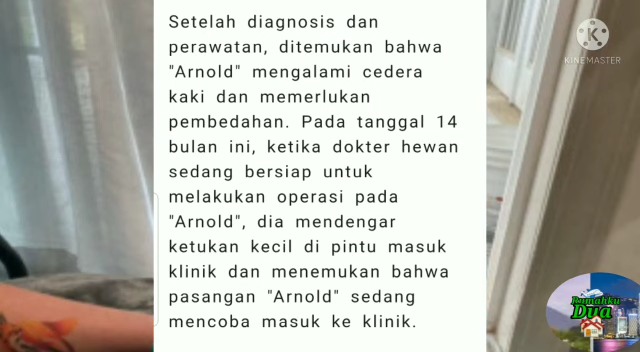 Setelah diagnosis dan
perawatan, ditemukan bahwa
"Arnold" mengalami cedera
kaki dan memerlukan
pembedahan. Pada tanggal 14
bulan ini, ketika dokter hewan
sedang bersiap untuk
melakukan operasi pada
"Arnold", dia mendengar
ketukan kecil di pintu masuk
klinik dan menemukan bahwa
pasangan "Arnold" sedang
mencoba masuk ke klinik.
K
KINEMASTER
Rumahku
Dua